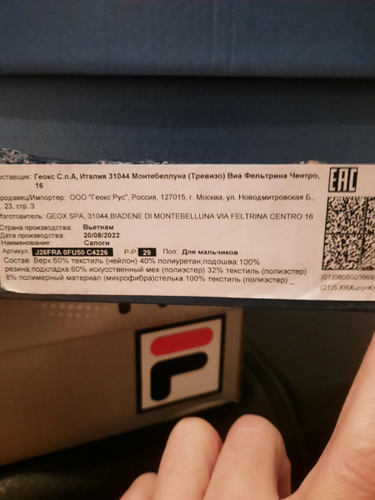 оставщик: Геокс С.п.А, Италия 31044 Монтебеллуна (Тревизо) Виа Фельтрина Чентро,
16
родавец/Импортер: ООО "Геокс Рус", Россия, 127015, г. Москва, ул. Новодмитровская Б.,
, 23, стр. 3
Изготовитель: GEOX SPA, 31044,BIADENE DI MONTEBELLUNA VIA FELTRINA CENTRO 16
Страна производства: Вьетнам
Дата производства: 20/08/2022
Наименование: Сапоги
Артикул: J26FRA 0FU50 C4226 Р-Р 29 Пол: Для мальчиков
Состав: Верх:60% текстиль (нейлон) 40% полиуретан;подошва:100%
резина;подкладка:60% искусственный мех (полиэстер) 32% текстиль (полиэстер)
8% полимерный материал (микрофибра)стелька 100% текстиль (полиэстер) _
EAC